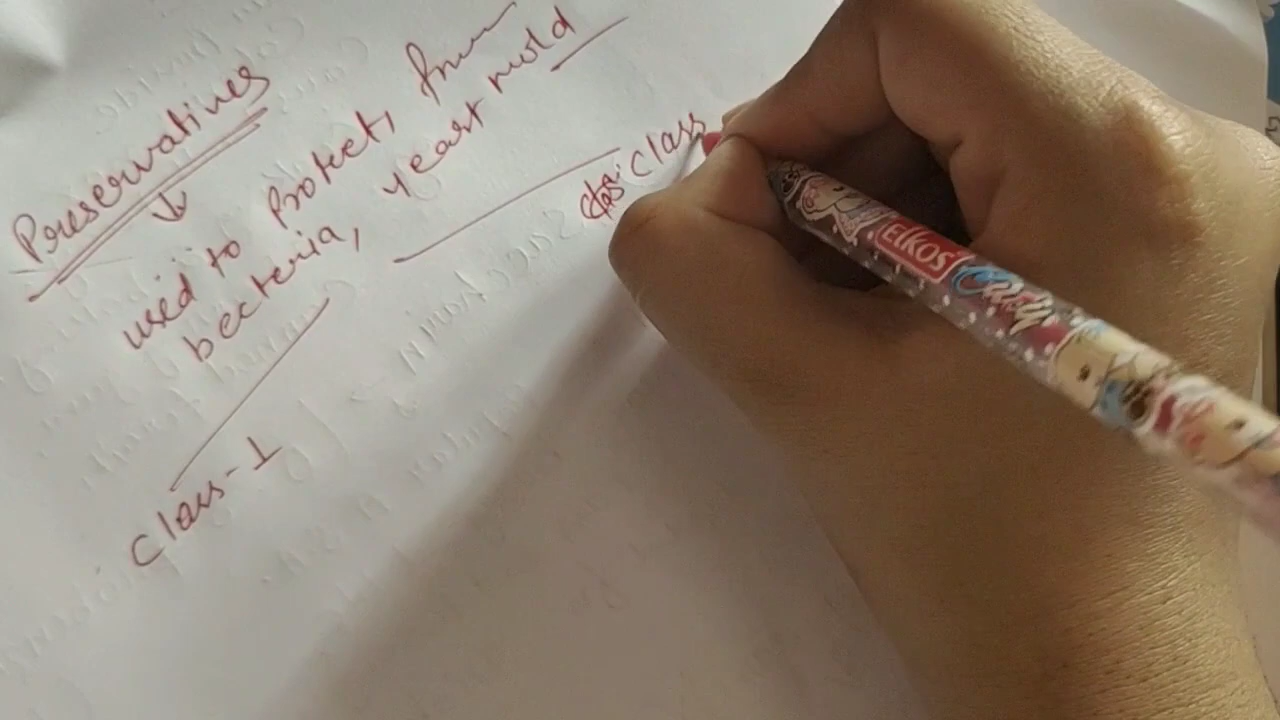 Preservatives
used to Protect, from
bacteria, yeast mold
Class-1
Class
Elkos